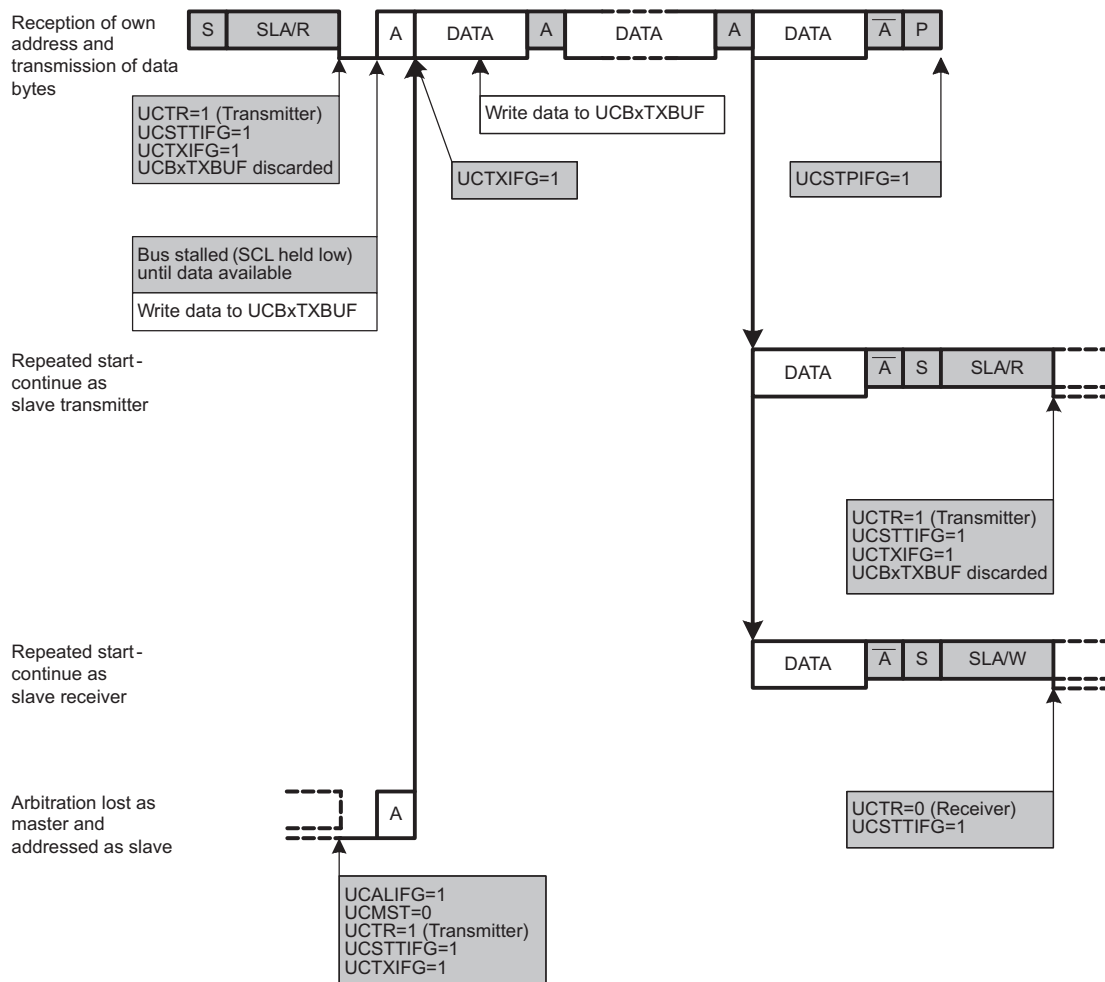 Reception of own
address and
transmission of data
bytes
S SLA/R A DATA A DATA A DATA A P
UCTR=1 (Transmitter)
UCSTTIFG=1
UCTXIFG=1
UCBxTXBUF discarded
Write data to UCBxTXBUF
UCTXIFG=1
UCSTPIFG=1
Bus stalled (SCL held low)
until data available
Write data to UCBxTXBUF
Repeated start-
continue as
slave transmitter
DATA A S SLA/R
UCTR=1 (Transmitter)
UCSTTIFG=1
UCTXIFG=1
UCBxTXBUF discarded
Repeated start-
continue as
slave receiver
DATA A S SLA/W
UCTR=0 (Receiver)
UCSTTIFG=1
Arbitration lost as
master and
addressed as slave
A
UCALIFG=1
UCMST=0
UCTR=1 (Transmitter)
UCSTTIFG=1
UCTXIFG=1